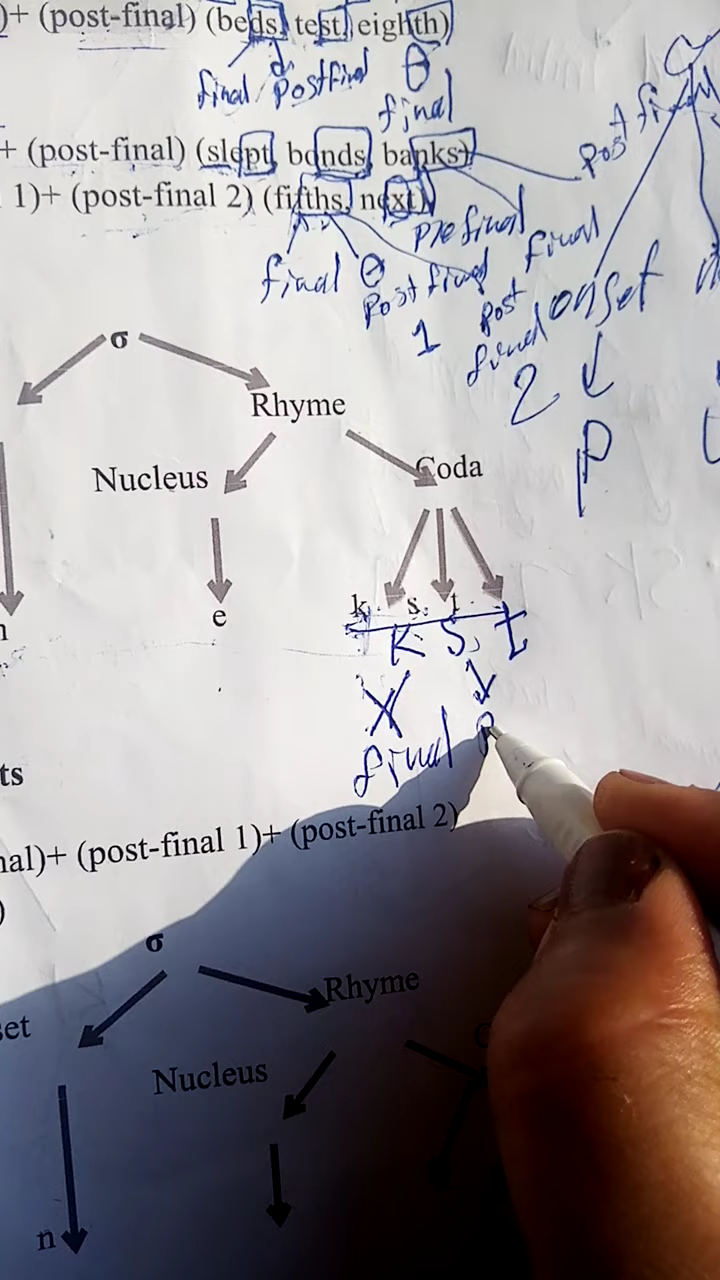 )+ (post-final) (beds, test, eighth)
final Postfinal θ
final
+ (post-final) (slept, bonds, banks)
Post final
1)+ (post-final 2) (fifths, next)
Prefinal
final
final θ
Post final
1
Post
final
2
onset
P
σ
Rhyme
Nucleus
Coda
e
k. s. t
k. s, t
final P
ts
nal)+ (post-final 1)+ (post-final 2)
)
σ
Rhyme
set
Nucleus
n